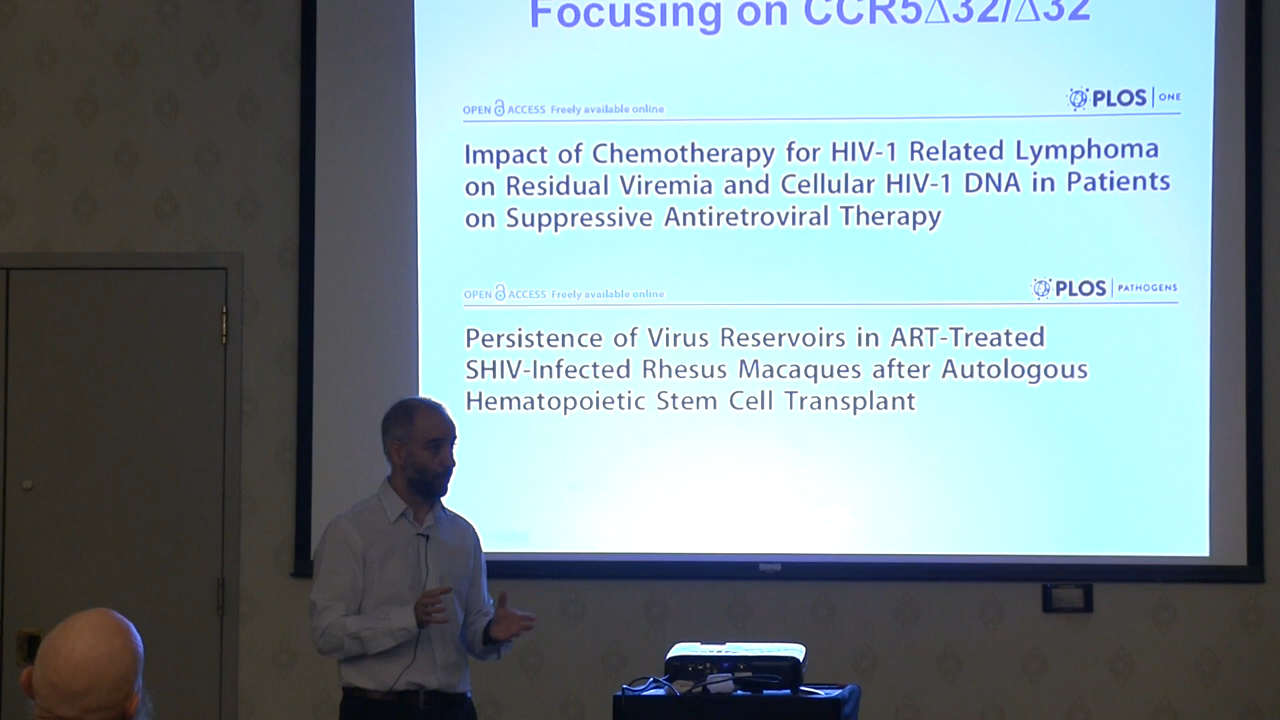 Focusing on CCR5Δ32/Δ32
OPEN ACCESS Freely available online
PLOS ONE
Impact of Chemotherapy for HIV-1 Related Lymphoma
on Residual Viremia and Cellular HIV-1 DNA in Patients
on Suppressive Antiretroviral Therapy
OPEN ACCESS Freely available online
PLOS PATHOGENS
Persistence of Virus Reservoirs in ART-Treated
SHIV-Infected Rhesus Macaques after Autologous
Hematopoietic Stem Cell Transplant